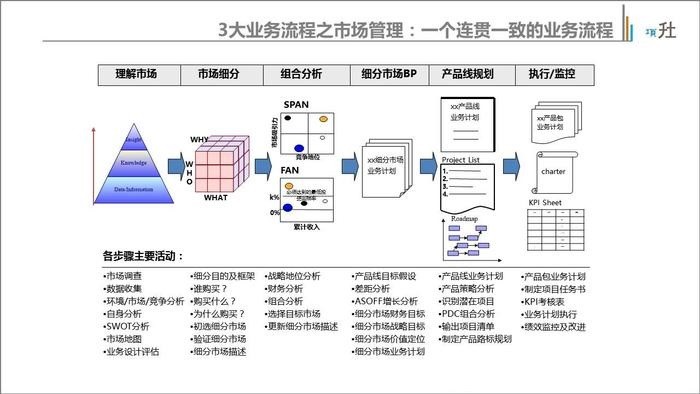 3大业务流程之市场管理：一个连贯一致的业务流程
项升
理解市场 市场细分 组合分析 细分市场BP 产品线规划 执行/监控
Insight
Knowledge
Data Information
WHY
WHO
WHAT
SPAN
市场吸引力
竞争地位
FAN
k%
0%
累计收入
xx细分市场
业务计划
xx产品线
业务计划
Project List
1.
2.
3.
4.
Roadmap
xx产品包
业务计划
charter
KPI Sheet
各步骤主要活动：
•市场调查
•数据收集
•环境/市场/竞争分析
•自身分析
•SWOT分析
•市场地图
•业务设计评估
•细分目的及框架
•谁购买？
•购买什么？
•为什么购买？
•初选细分市场
•验证细分市场
•细分市场描述
•战略地位分析
•财务分析
•组合分析
•选择目标市场
•更新细分市场描述
•产品线目标假设
•差距分析
•ASOFF增长分析
•细分市场财务目标
•细分市场战略目标
•细分市场价值定位
•细分市场业务计划
•产品线业务计划
•产品策略分析
•识别潜在项目
•PDC组合分析
•输出项目清单
•制定产品路标规划
•产品包业务计划
•制定项目任务书
•KPI考核表
•业务计划执行
•绩效监控及改进